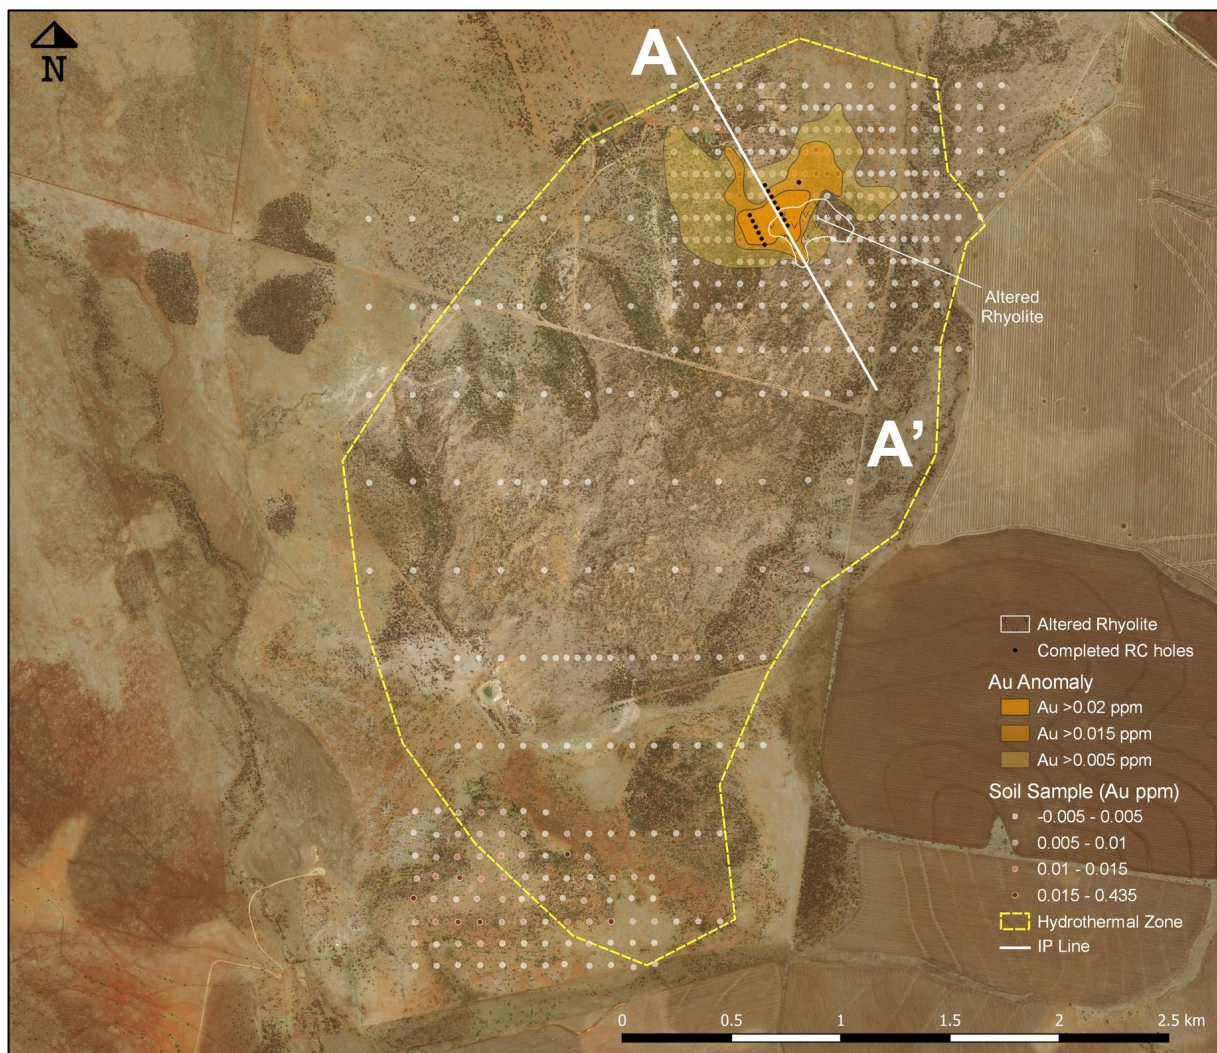 N
A
A’
Altered
Rhyolite
Altered Rhyolite
Completed RC holes
Au Anomaly
Au >0.02 ppm
Au >0.015 ppm
Au >0.005 ppm
Soil Sample (Au ppm)
-0.005 - 0.005
0.005 - 0.01
0.01 - 0.015
0.015 - 0.435
Hydrothermal Zone
IP Line
0 0.5 1 1.5 2 2.5 km